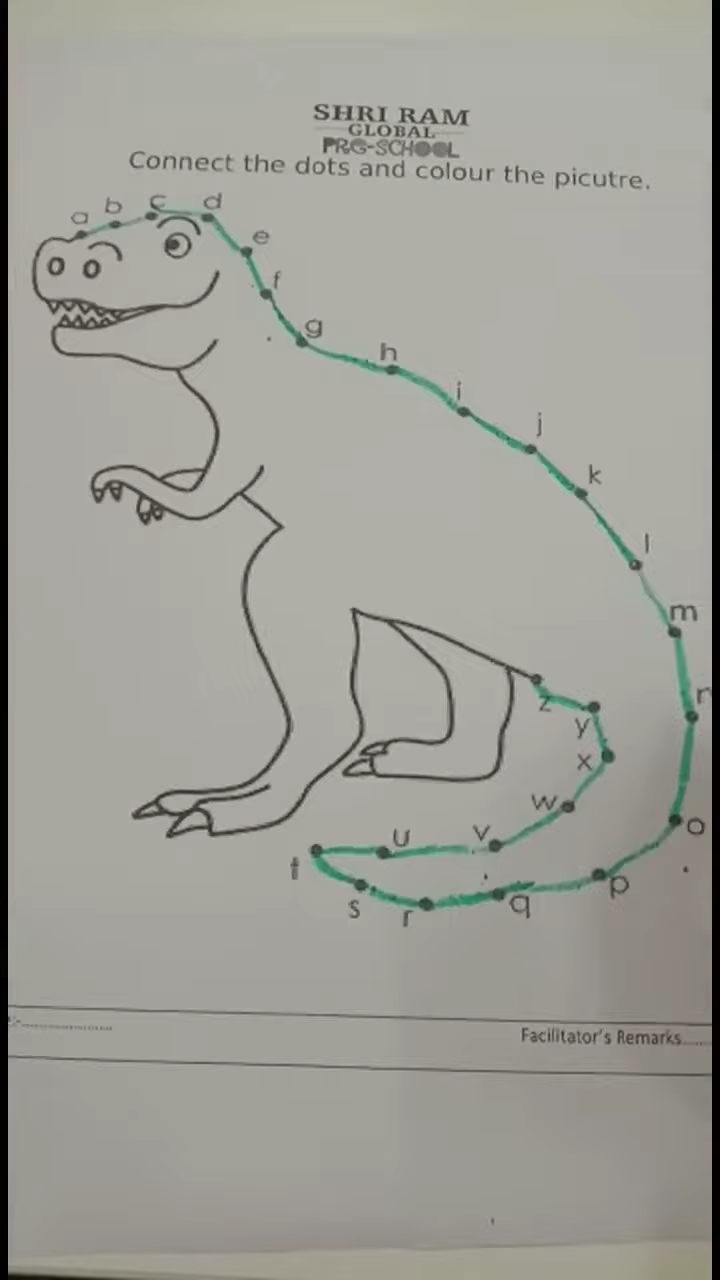 SHRI RAM
GLOBAL
PRE-SCHOOL
Connect the dots and colour the picutre.
a b c d
e
f
g
h
i
j
k
l
m
n
z
y
x
w
o
v
u
t
p
s
r
q
Facilitator's Remarks......